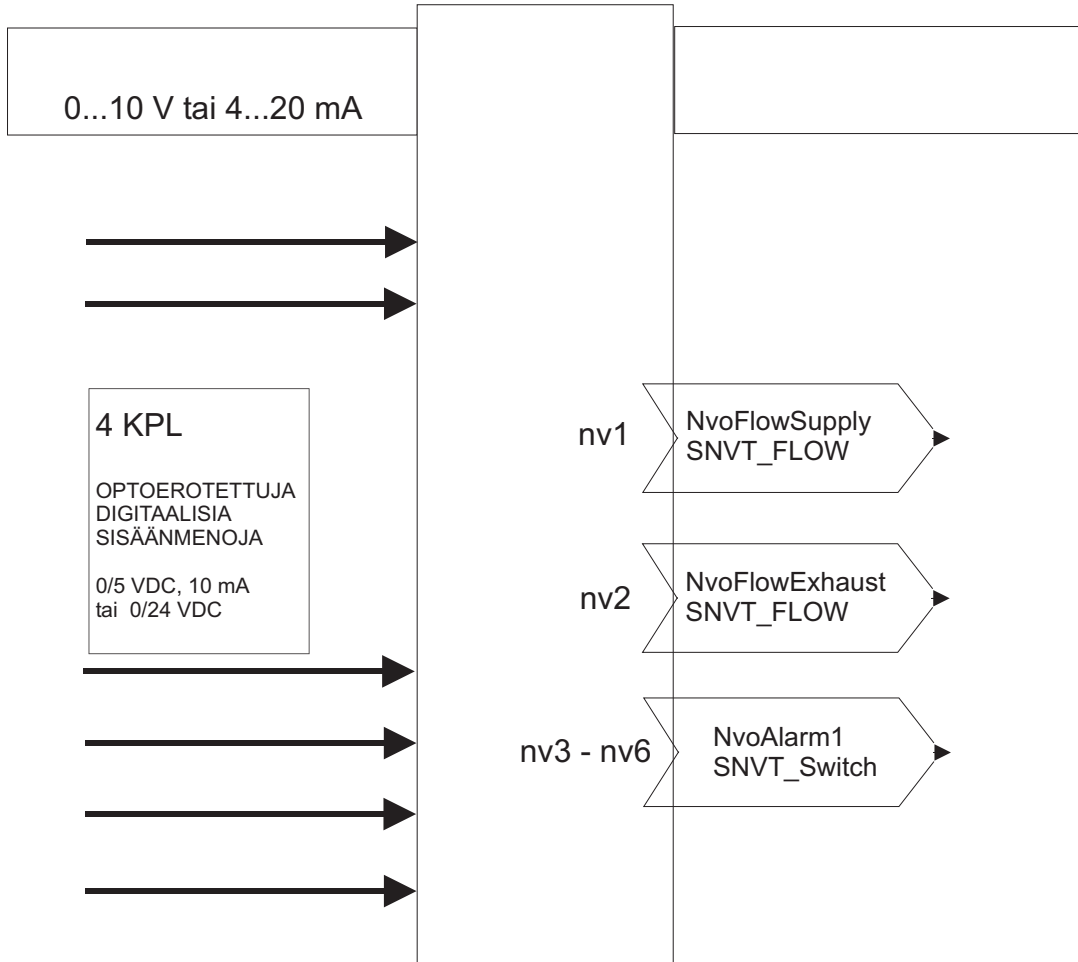 0...10 V tai 4...20 mA
4 KPL
OPTOEROTETTUJA
DIGITAALISIA
SISÄÄNMENOJA
0/5 VDC, 10 mA
tai 0/24 VDC
nv1
NvoFlowSupply
SNVT_FLOW
nv2
NvoFlowExhaust
SNVT_FLOW
nv3 - nv6
NvoAlarm1
SNVT_Switch